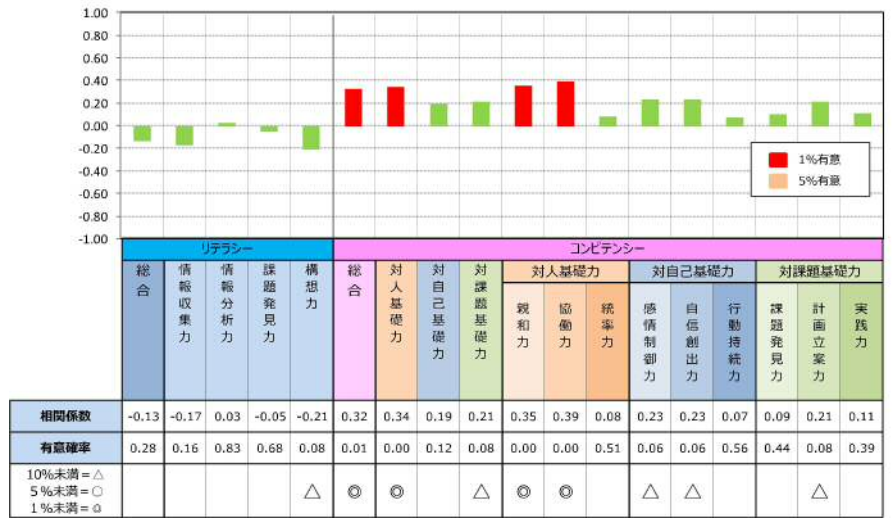 1.00
0.80
0.60
0.40
0.20
0.00
-0.20
-0.40
-0.60
-0.80
-1.00
1%有意
5%有意
リテラシー コンピテンシー
総合 情報収集力 情報分析力 課題発見力 構想力 総合 対人基礎力 対自己基礎力 対課題基礎力 対人基礎力 対自己基礎力 対課題基礎力
親和力 協働力 統率力 感情制御力 自信創出力 行動持続力 課題発見力 計画立案力 実践力
相関係数 -0.13 -0.17 0.03 -0.05 -0.21 0.32 0.34 0.19 0.21 0.35 0.39 0.08 0.23 0.23 0.07 0.09 0.21 0.11
有意確率 0.28 0.16 0.83 0.68 0.08 0.01 0.00 0.12 0.08 0.00 0.00 0.51 0.06 0.06 0.56 0.44 0.08 0.39
10%未満=△
5%未満=○
1%未満=◎
△ ◎ ◎ △ ◎ ◎ △ △ △